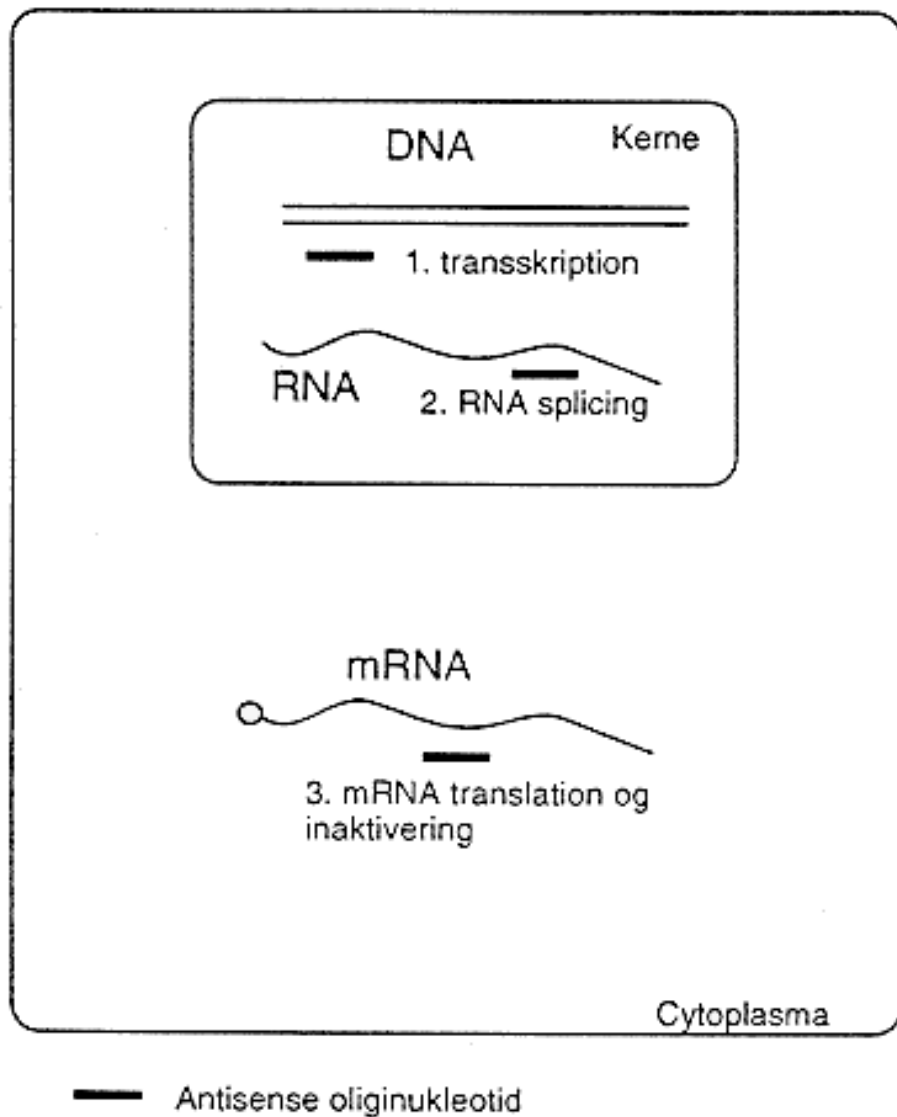 DNA
Kerne
1. transskription
RNA
2. RNA splicing
mRNA
3. mRNA translation og
inaktivering
Cytoplasma
Antisense oliginukleotid